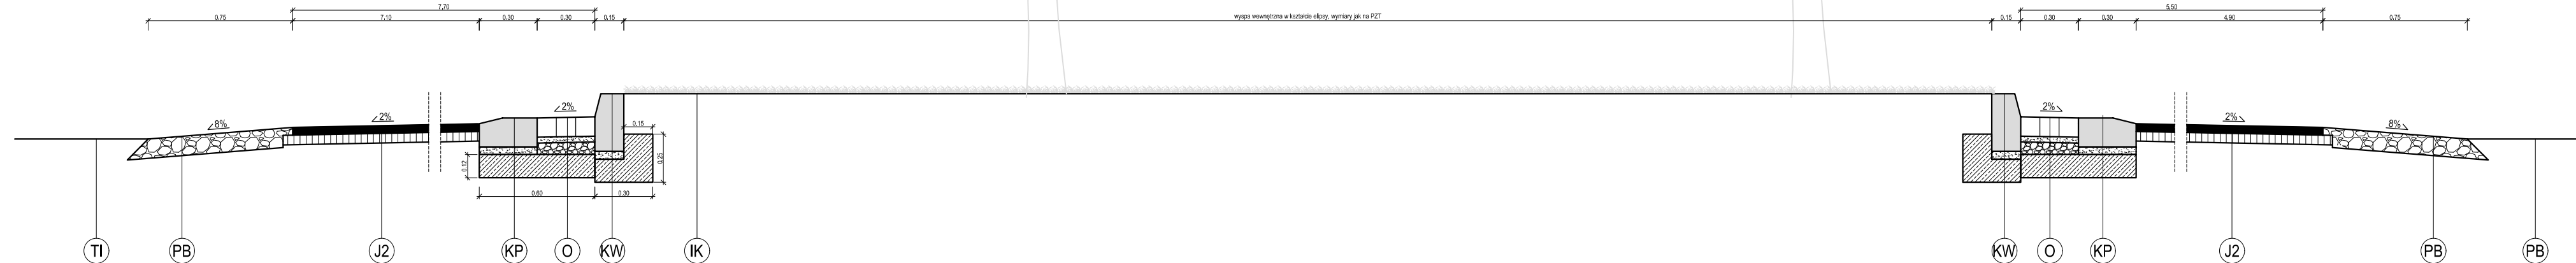 7,70
5,50
0,75 7,10 0,30 0,30 0,15 wyspa wewnętrzna w kształcie elipsy, wymiary jak na PZT 0,15 0,30 0,30 4,90 0,75
8% 2% 2% 2% 2% 8%
0,15
0,12 0,25
0,60 0,30
TI PB J2 KP O KW IK KW O KP J2 PB PB